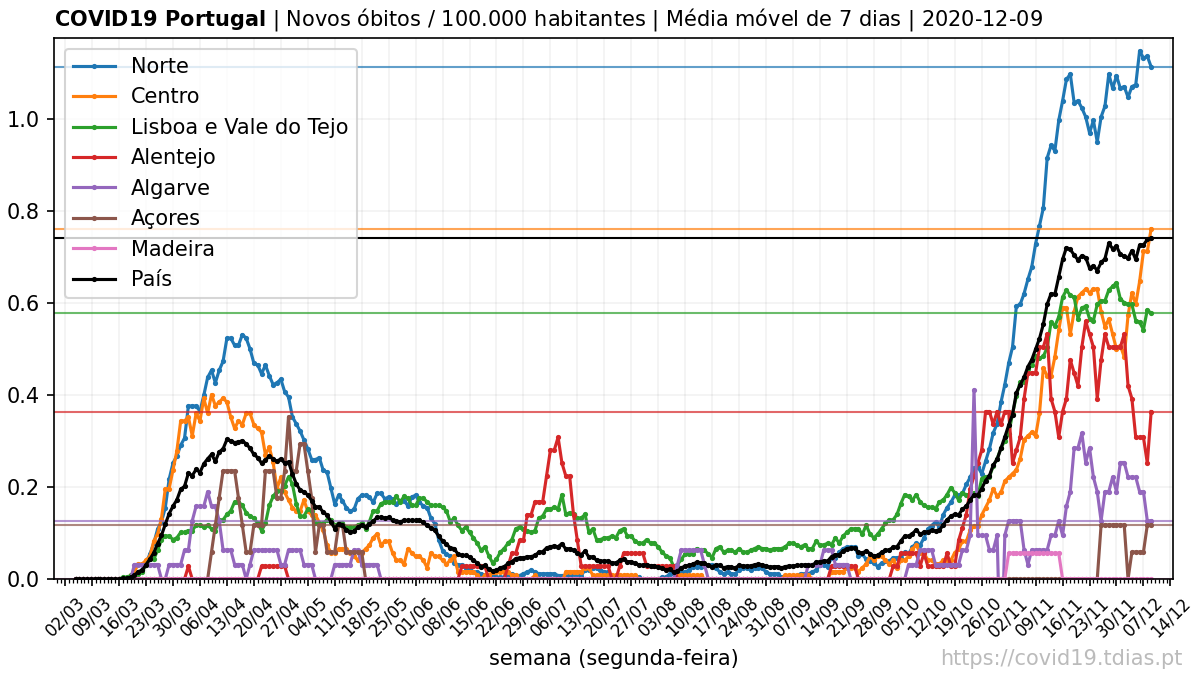 COVID19 Portugal | Novos óbitos / 100.000 habitantes | Média móvel de 7 dias | 2020-12-09
Norte
Centro
Lisboa e Vale do Tejo
Alentejo
Algarve
Açores
Madeira
País
1.0
0.8
0.6
0.4
0.2
0.0
02/03 09/03 16/03 23/03 30/03 06/04 13/04 20/04 27/04 04/05 11/05 18/05 25/05 01/06 08/06 15/06 22/06 29/06 06/07 13/07 20/07 27/07 03/08 10/08 17/08 24/08 31/08 07/09 14/09 21/09 28/09 05/10 12/10 19/10 26/10 02/11 09/11 16/11 23/11 30/11 07/12 14/12
semana (segunda-feira)
https://covid19.tdias.pt